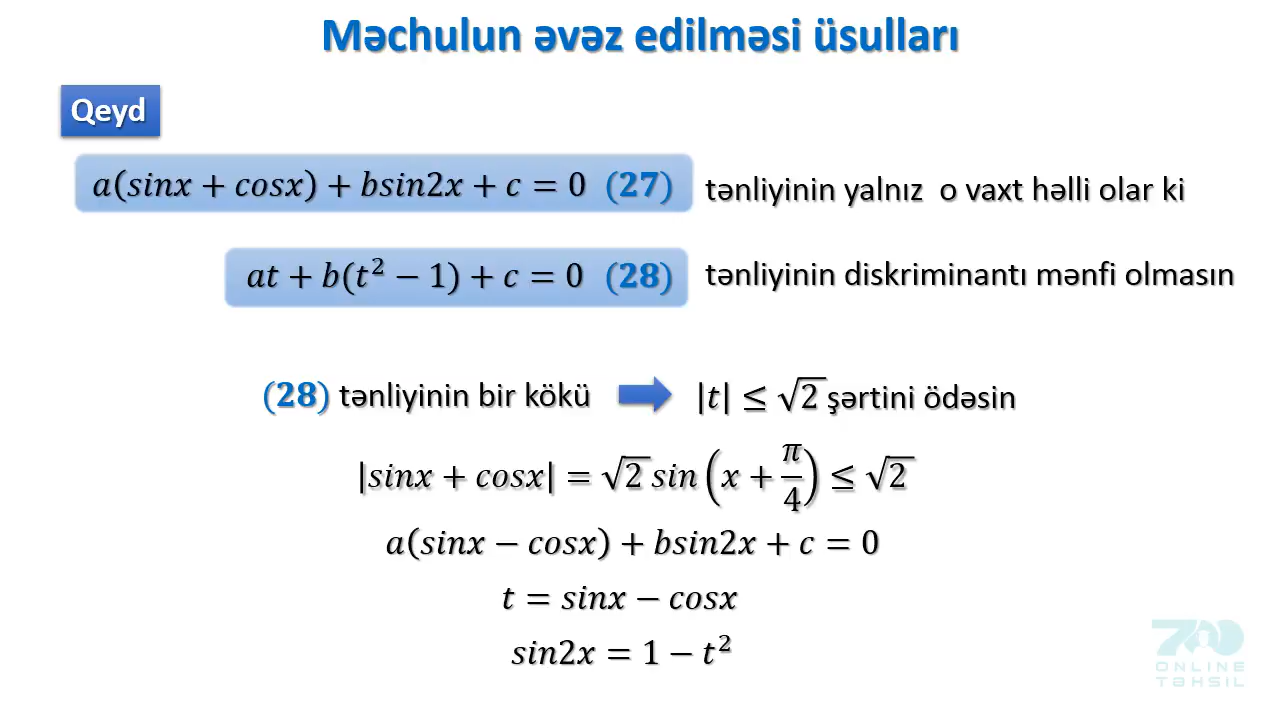 Məchulun əvəz edilməsi üsulları
Qeyd
a(sinx + cosx) + bsin2x + c = 0 (27) tənliyinin yalnız o vaxt həlli olar ki
at + b(t² − 1) + c = 0 (28) tənliyinin diskriminantı mənfi olmasın
(28) tənliyinin bir kökü |t| ≤ √2 şərtini ödəsin
|sinx + cosx| = √2 sin(x + π/4) ≤ √2
a(sinx − cosx) + bsin2x + c = 0
t = sinx − cosx
sin2x = 1 − t²
700
ONLINE
TƏHSIL